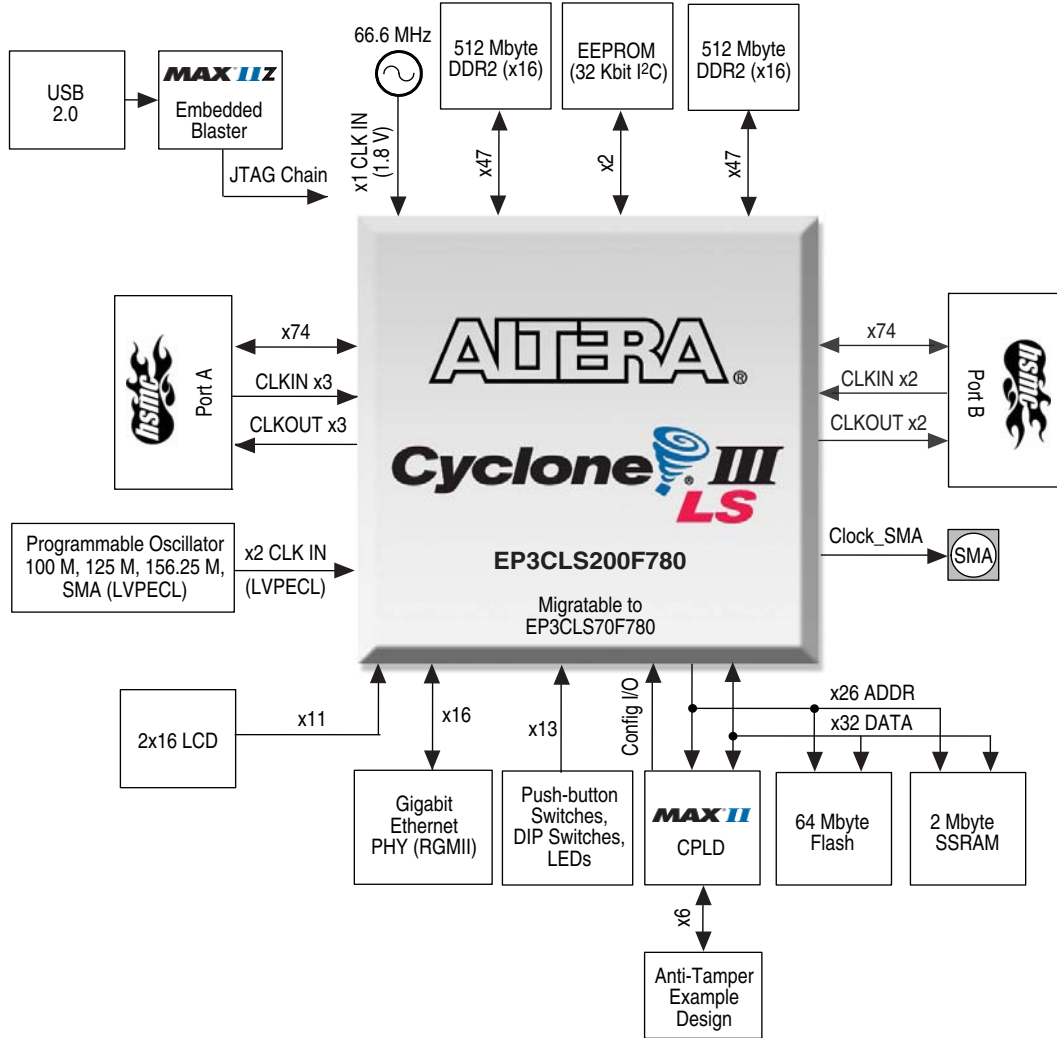 66.6 MHz
USB
2.0
MAX II Z
Embedded
Blaster
JTAG Chain
x1 CLK IN
(1.8 V)
512 Mbyte
DDR2 (x16)
x47
EEPROM
(32 Kbit I²C)
x2
512 Mbyte
DDR2 (x16)
x47
hsmc
Port A
x74
CLKIN x3
CLKOUT x3
ALTERA®
Cyclone® III
LS
EP3CLS200F780
Migratable to
EP3CLS70F780
x74
CLKIN x2
CLKOUT x2
Port B
hsmc
Programmable Oscillator
100 M, 125 M, 156.25 M,
SMA (LVPECL)
x2 CLK IN
(LVPECL)
Clock_SMA
SMA
2x16 LCD
x11
x16
x13
Config I/O
x26 ADDR
x32 DATA
Gigabit
Ethernet
PHY (RGMII)
Push-button
Switches,
DIP Switches,
LEDs
MAX II
CPLD
64 Mbyte
Flash
2 Mbyte
SSRAM
x6
Anti-Tamper
Example
Design